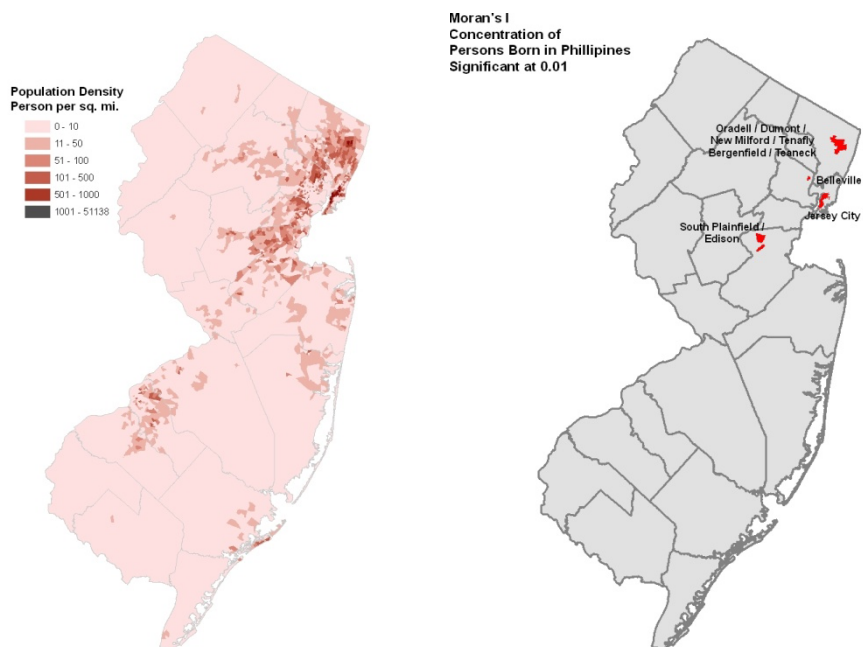 Population Density
Person per sq. mi.
0 - 10
11 - 50
51 - 100
101 - 500
501 - 1000
1001 - 51138
Moran's I
Concentration of
Persons Born in Phillipines
Significant at 0.01
Oradell / Dumont /
New Milford / Tenafly
Bergenfield / Teaneck
Belleville
Jersey City
South Plainfield /
Edison